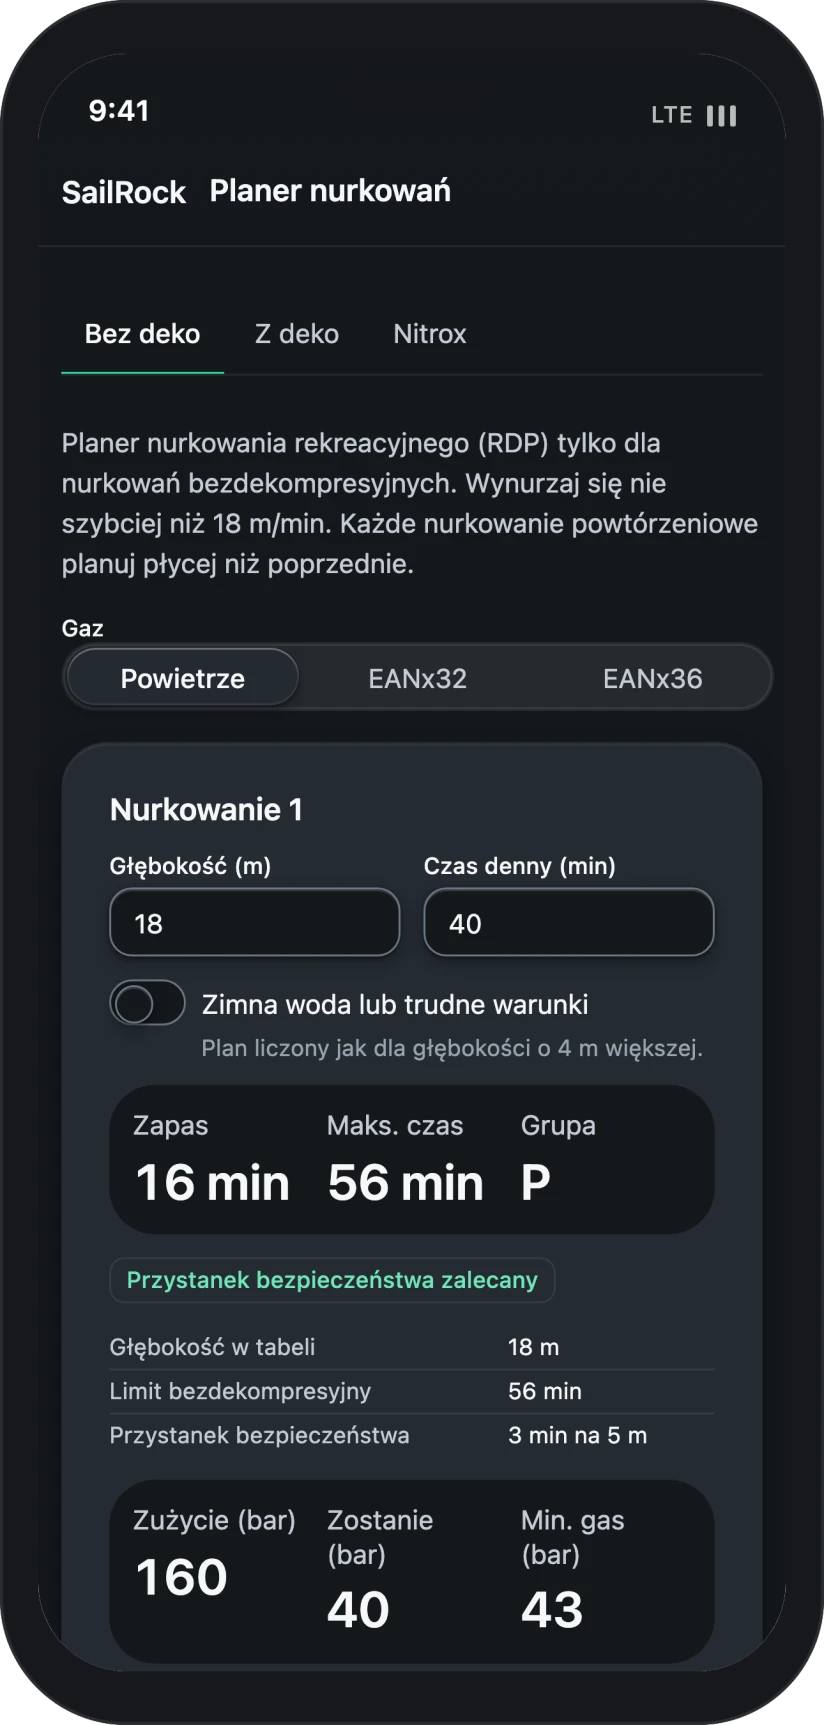 9:41
LTE
SailRock Planer nurkowań
Bez deko Z deko Nitrox
Planer nurkowania rekreacyjnego (RDP) tylko dla
nurkowań bezdekompresyjnych. Wynurzaj się nie
szybciej niż 18 m/min. Każde nurkowanie powtórzeniowe
planuj płycej niż poprzednie.
Gaz
Powietrze EANx32 EANx36
Nurkowanie 1
Głębokość (m) Czas denny (min)
18 40
Zimna woda lub trudne warunki
Plan liczony jak dla głębokości o 4 m większej.
Zapas Maks. czas Grupa
16 min 56 min P
Przystanek bezpieczeństwa zalecany
Głębokość w tabeli 18 m
Limit bezdekompresyjny 56 min
Przystanek bezpieczeństwa 3 min na 5 m
Zużycie (bar) Zostanie (bar) Min. gas (bar)
160 40 43